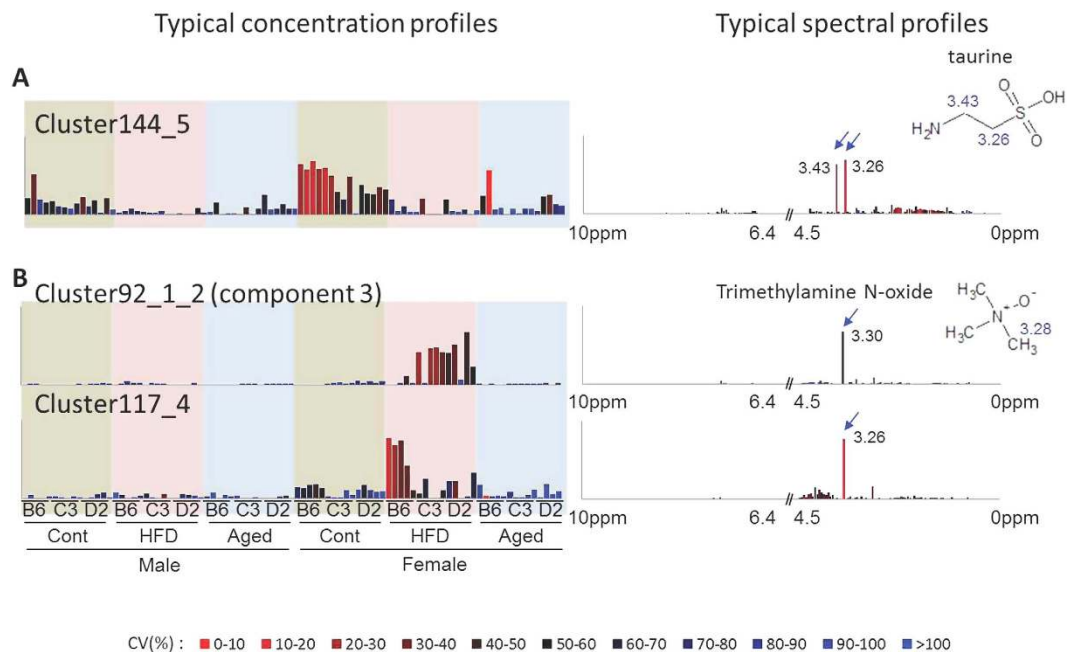 Typical concentration profiles
Typical spectral profiles
A
Cluster144_5
taurine
3.43
3.26
H2N
O
S
OH
O
3.43
3.26
10ppm 6.4 // 4.5 0ppm
B
Cluster92_1_2 (component 3)
Trimethylamine N-oxide
H3C
N+
O-
H3C
CH3
3.28
3.30
10ppm 6.4 // 4.5 0ppm
Cluster117_4
3.26
10ppm 6.4 // 4.5 0ppm
B6 C3 D2 B6 C3 D2 B6 C3 D2 B6 C3 D2 B6 C3 D2 B6 C3 D2
Cont HFD Aged Cont HFD Aged
Male Female
CV(%) : 0-10 10-20 20-30 30-40 40-50 50-60 60-70 70-80 80-90 90-100 >100